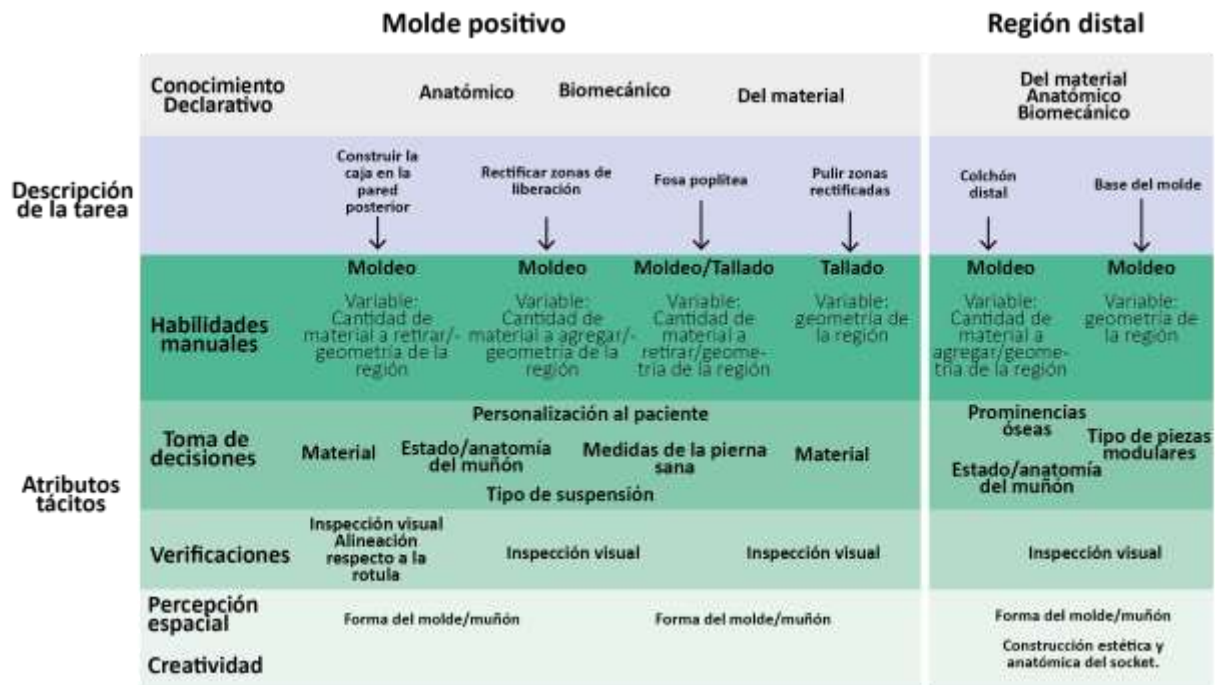 Molde positivo
Región distal
Conocimiento
Declarativo
Anatómico
Biomecánico
Del material
Del material
Anatómico
Biomecánico
Descripción
de la tarea
Construir la
caja en la
pared
posterior
Rectificar zonas de
liberación
Fosa poplítea
Pulir zonas
rectificadas
Colchón
distal
Base del molde
Habilidades
manuales
Moldeo
Variable:
Cantidad de
material a retirar/-
geometría de la
región
Moldeo
Variable:
Cantidad de
material a agregar/-
geometría de la
región
Moldeo/Tallado
Variable:
Cantidad de
material a
retirar/geome-
tría de la región
Tallado
Variable:
geometría de
la región
Moldeo
Variable:
Cantidad de
material a
agregar/geome-
tría de la región
Moldeo
Variable:
geometría de
la región
Atributos
tácitos
Toma de
decisiones
Personalización al paciente
Material
Estado/anatomía
del muñón
Medidas de la pierna
sana
Material
Tipo de suspensión
Prominencias
óseas
Tipo de piezas
modulares
Estado/anatomía
del muñón
Verificaciones
Inspección visual
Alineación
respecto a la
rotula
Inspección visual
Inspección visual
Inspección visual
Percepción
espacial
Forma del molde/muñón
Forma del molde/muñón
Forma del molde/muñón
Creatividad
Construcción estética y
anatómica del socket.